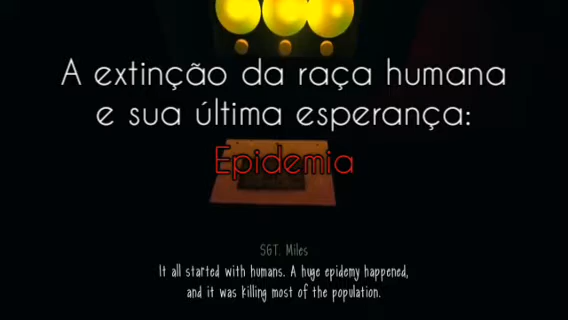 A extinção da raça humana
e sua última esperança:
Epidemia
SGT. Miles
It all started with humans. A huge epidemy happened,
and it was killing most of the population.